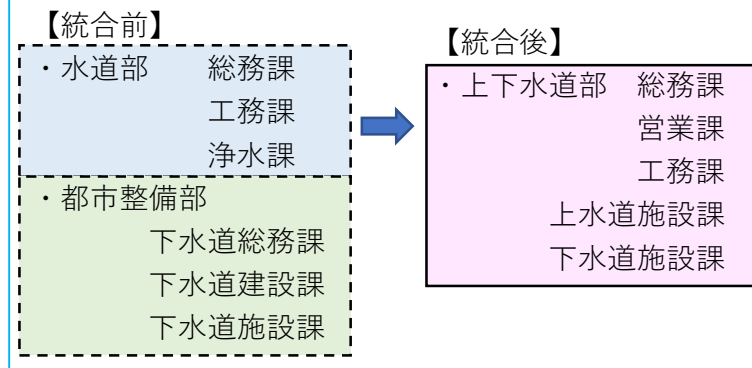 【統合前】
・水道部　総務課
工務課
浄水課
・都市整備部
下水道総務課
下水道建設課
下水道施設課
【統合後】
・上下水道部　総務課
営業課
工務課
上水道施設課
下水道施設課